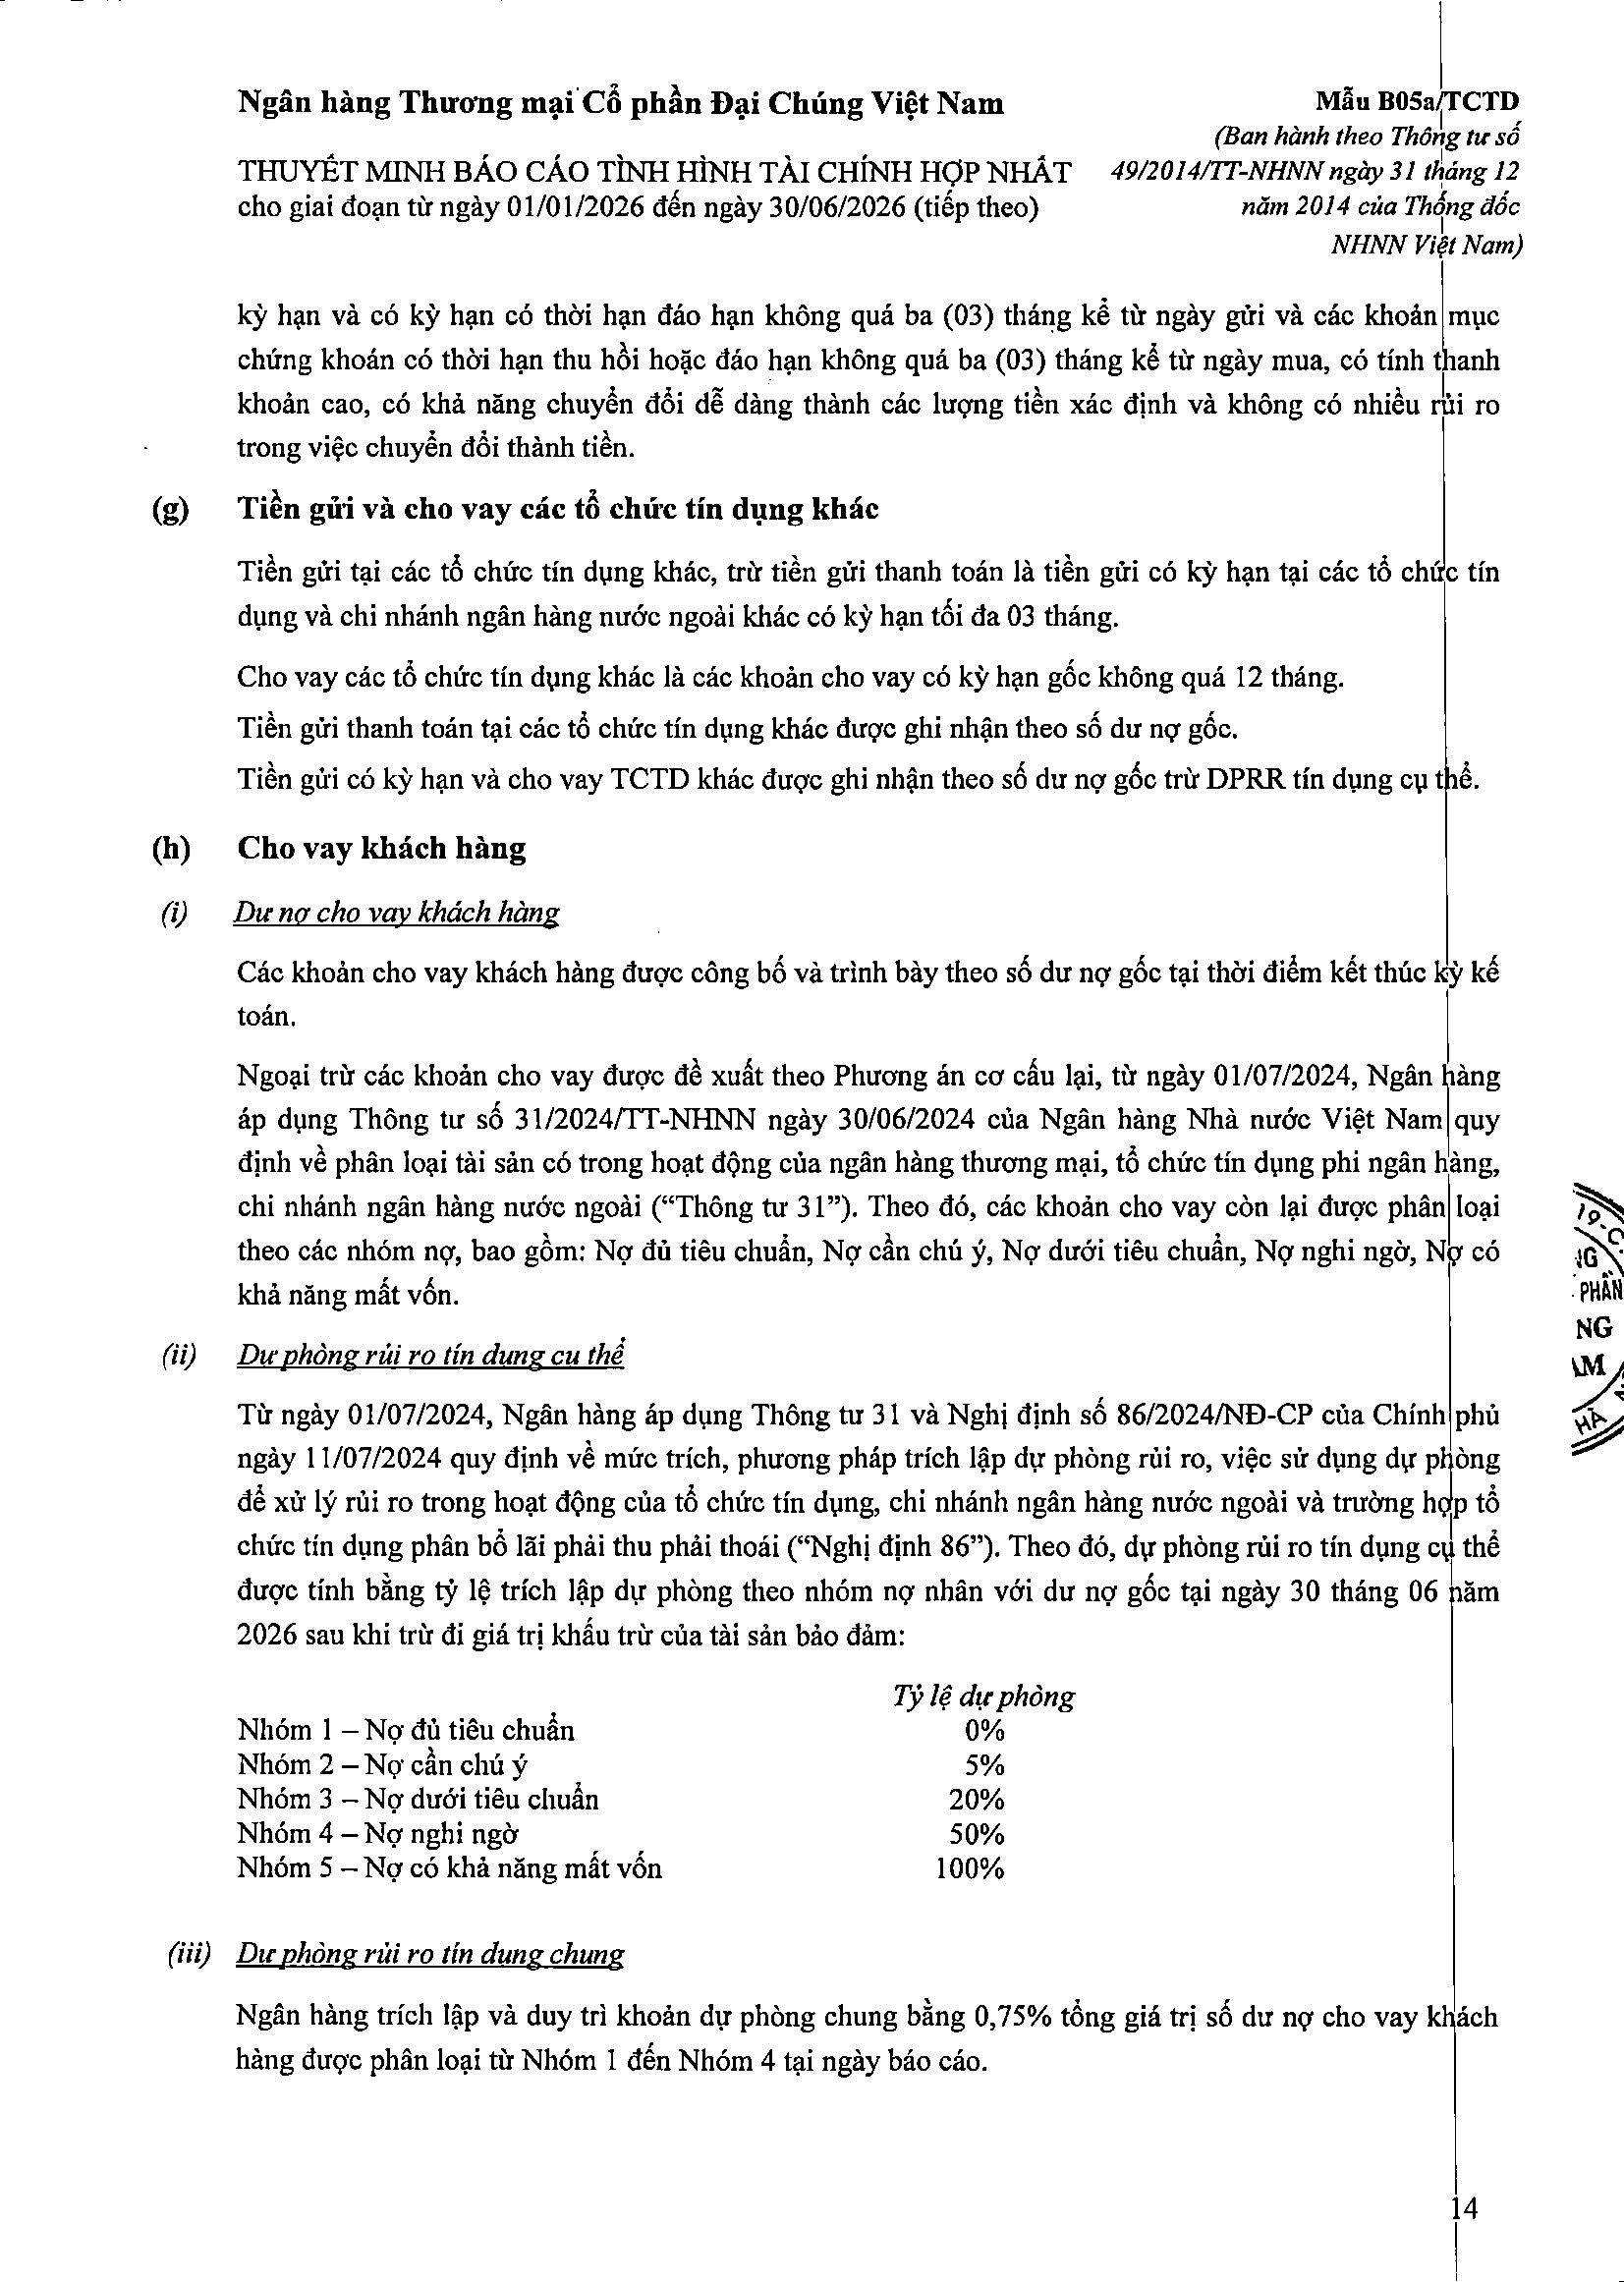 Ngân hàng Thương mại Cổ phần Đại Chúng Việt Nam
Mẫu B05a/TCTD
(Ban hành theo Thông tư số
THUYẾT MINH BÁO CÁO TÌNH HÌNH TÀI CHÍNH HỢP NHẤT
49/2014/TT-NHNN ngày 31 tháng 12
cho giai đoạn từ ngày 01/01/2026 đến ngày 30/06/2026 (tiếp theo)
năm 2014 của Thống đốc
NHNN Việt Nam)
kỳ hạn và có kỳ hạn có thời hạn đáo hạn không quá ba (03) tháng kể từ ngày gửi và các khoản mục
chứng khoán có thời hạn thu hồi hoặc đáo hạn không quá ba (03) tháng kể từ ngày mua, có tính thanh
khoản cao, có khả năng chuyển đổi dễ dàng thành các lượng tiền xác định và không có nhiều rủi ro
trong việc chuyển đổi thành tiền.
(g) Tiền gửi và cho vay các tổ chức tín dụng khác
Tiền gửi tại các tổ chức tín dụng khác, trừ tiền gửi thanh toán là tiền gửi có kỳ hạn tại các tổ chức tín
dụng và chi nhánh ngân hàng nước ngoài khác có kỳ hạn tối đa 03 tháng.
Cho vay các tổ chức tín dụng khác là các khoản cho vay có kỳ hạn gốc không quá 12 tháng.
Tiền gửi thanh toán tại các tổ chức tín dụng khác được ghi nhận theo số dư nợ gốc.
Tiền gửi có kỳ hạn và cho vay TCTD khác được ghi nhận theo số dư nợ gốc trừ DPRR tín dụng cụ thể.
(h) Cho vay khách hàng
(i) Dư nợ cho vay khách hàng
Các khoản cho vay khách hàng được công bố và trình bày theo số dư nợ gốc tại thời điểm kết thúc kỳ kế
toán.
Ngoại trừ các khoản cho vay được đề xuất theo Phương án cơ cấu lại, từ ngày 01/07/2024, Ngân hàng
áp dụng Thông tư số 31/2024/TT-NHNN ngày 30/06/2024 của Ngân hàng Nhà nước Việt Nam quy
định về phân loại tài sản có trong hoạt động của ngân hàng thương mại, tổ chức tín dụng phi ngân hàng,
chi nhánh ngân hàng nước ngoài (“Thông tư 31”). Theo đó, các khoản cho vay còn lại được phân loại
theo các nhóm nợ, bao gồm: Nợ đủ tiêu chuẩn, Nợ cần chú ý, Nợ dưới tiêu chuẩn, Nợ nghi ngờ, Nợ có
khả năng mất vốn.
(ii) Dự phòng rủi ro tín dụng cụ thể
Từ ngày 01/07/2024, Ngân hàng áp dụng Thông tư 31 và Nghị định số 86/2024/NĐ-CP của Chính phủ
ngày 11/07/2024 quy định về mức trích, phương pháp trích lập dự phòng rủi ro, việc sử dụng dự phòng
để xử lý rủi ro trong hoạt động của tổ chức tín dụng, chi nhánh ngân hàng nước ngoài và trường hợp tổ
chức tín dụng phân bổ lãi phải thu phải thoái (“Nghị định 86”). Theo đó, dự phòng rủi ro tín dụng cụ thể
được tính bằng tỷ lệ trích lập dự phòng theo nhóm nợ nhân với dư nợ gốc tại ngày 30 tháng 06 năm
2026 sau khi trừ đi giá trị khấu trừ của tài sản bảo đảm:
Tỷ lệ dự phòng
Nhóm 1 – Nợ đủ tiêu chuẩn 0%
Nhóm 2 – Nợ cần chú ý 5%
Nhóm 3 – Nợ dưới tiêu chuẩn 20%
Nhóm 4 – Nợ nghi ngờ 50%
Nhóm 5 – Nợ có khả năng mất vốn 100%
(iii) Dự phòng rủi ro tín dụng chung
Ngân hàng trích lập và duy trì khoản dự phòng chung bằng 0,75% tổng giá trị số dư nợ cho vay khách
hàng được phân loại từ Nhóm 1 đến Nhóm 4 tại ngày báo cáo.
PHẦN
14